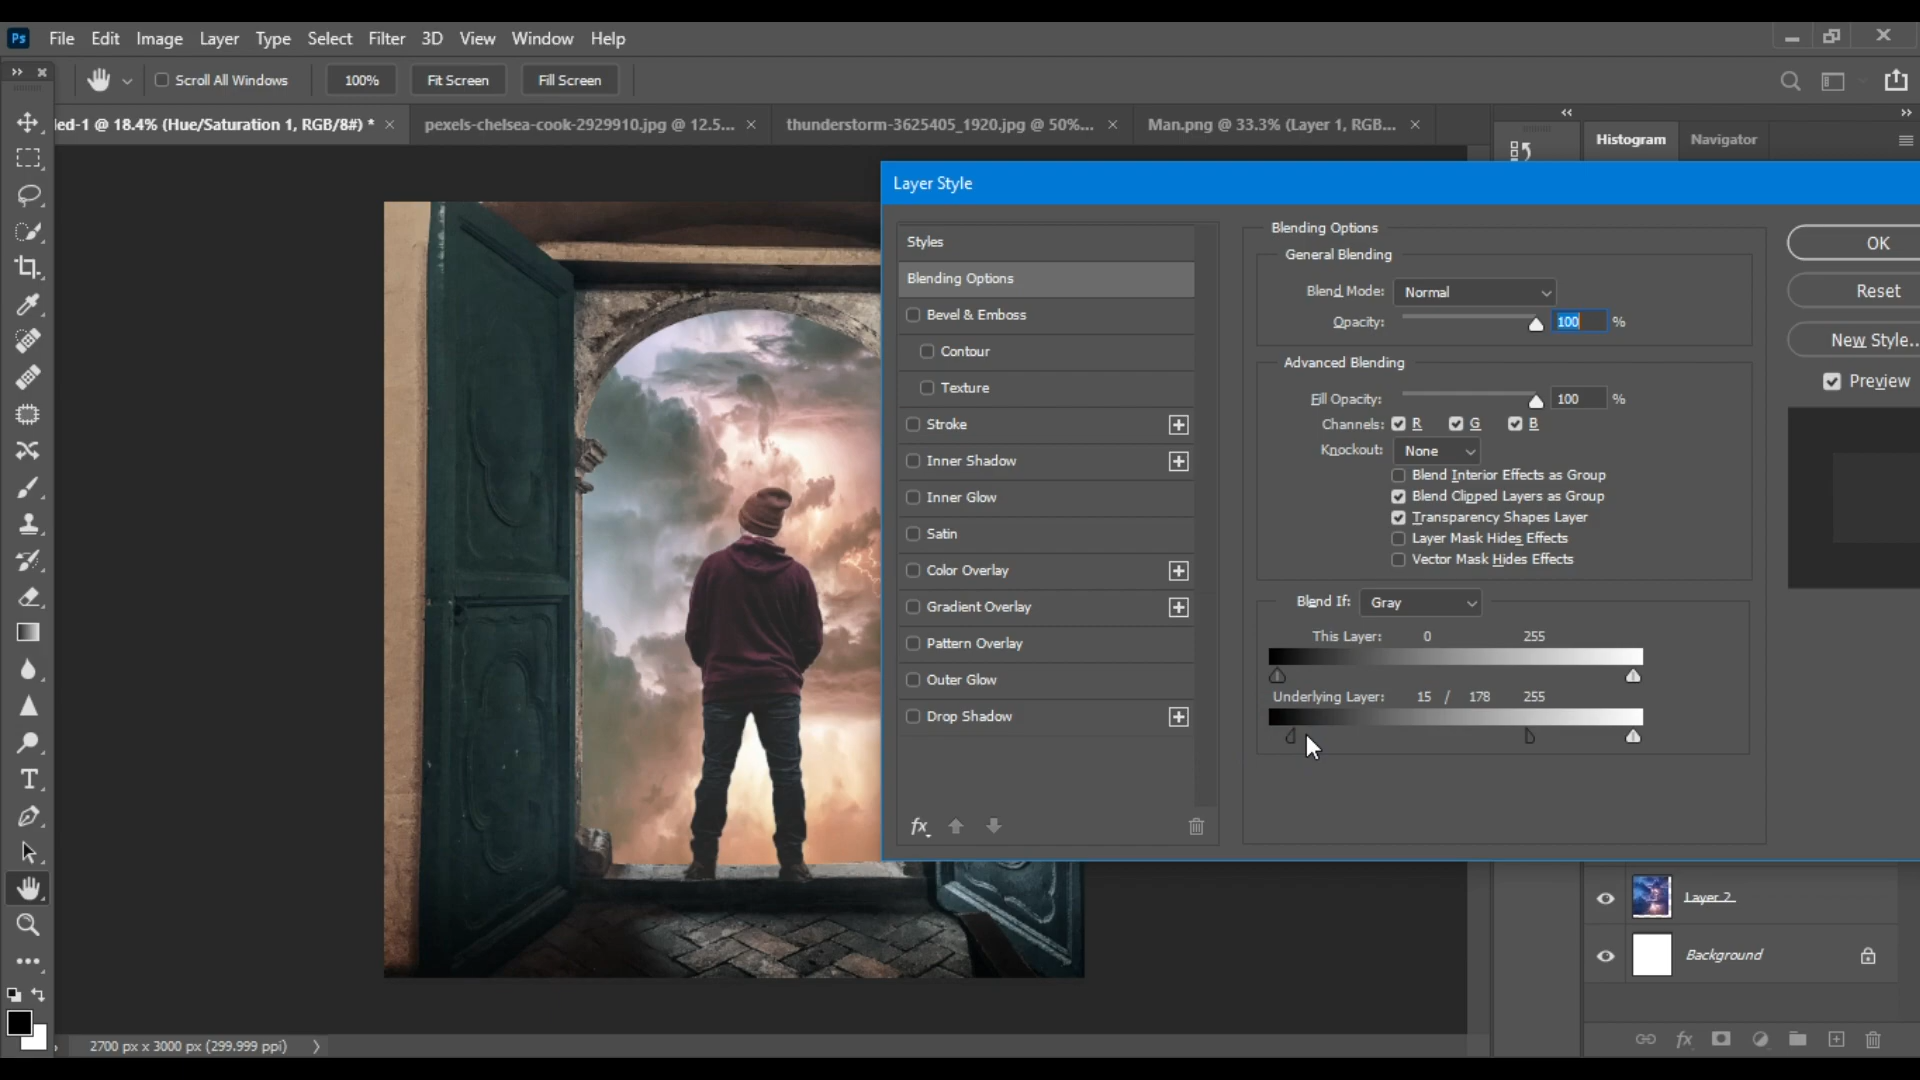 Ps File Edit Image Layer Type Select Filter 3D View Window Help
Scroll All Windows 100% Fit Screen Fill Screen
led-1 @ 18.4% (Hue/Saturation 1, RGB/8#) * pexels-chelsea-cook-2929910.jpg @ 12.5... thunderstorm-3625405_1920.jpg @ 50%... Man.png @ 33.3% (Layer 1, RGB...
Histogram Navigator
Layer Style
Styles
Blending Options
Bevel & Emboss
Contour
Texture
Stroke
Inner Shadow
Inner Glow
Satin
Color Overlay
Gradient Overlay
Pattern Overlay
Outer Glow
Drop Shadow
fx
Blending Options
General Blending
Blend Mode: Normal
Opacity: 100 %
Advanced Blending
Fill Opacity: 100 %
Channels: R G B
Knockout: None
Blend Interior Effects as Group
Blend Clipped Layers as Group
Transparency Shapes Layer
Layer Mask Hides Effects
Vector Mask Hides Effects
Blend If: Gray
This Layer: 0 255
Underlying Layer: 15 / 178 255
OK
Reset
New Style..
Preview
Layer 2
Background
fx
2700 px x 3000 px (299.999 ppi)